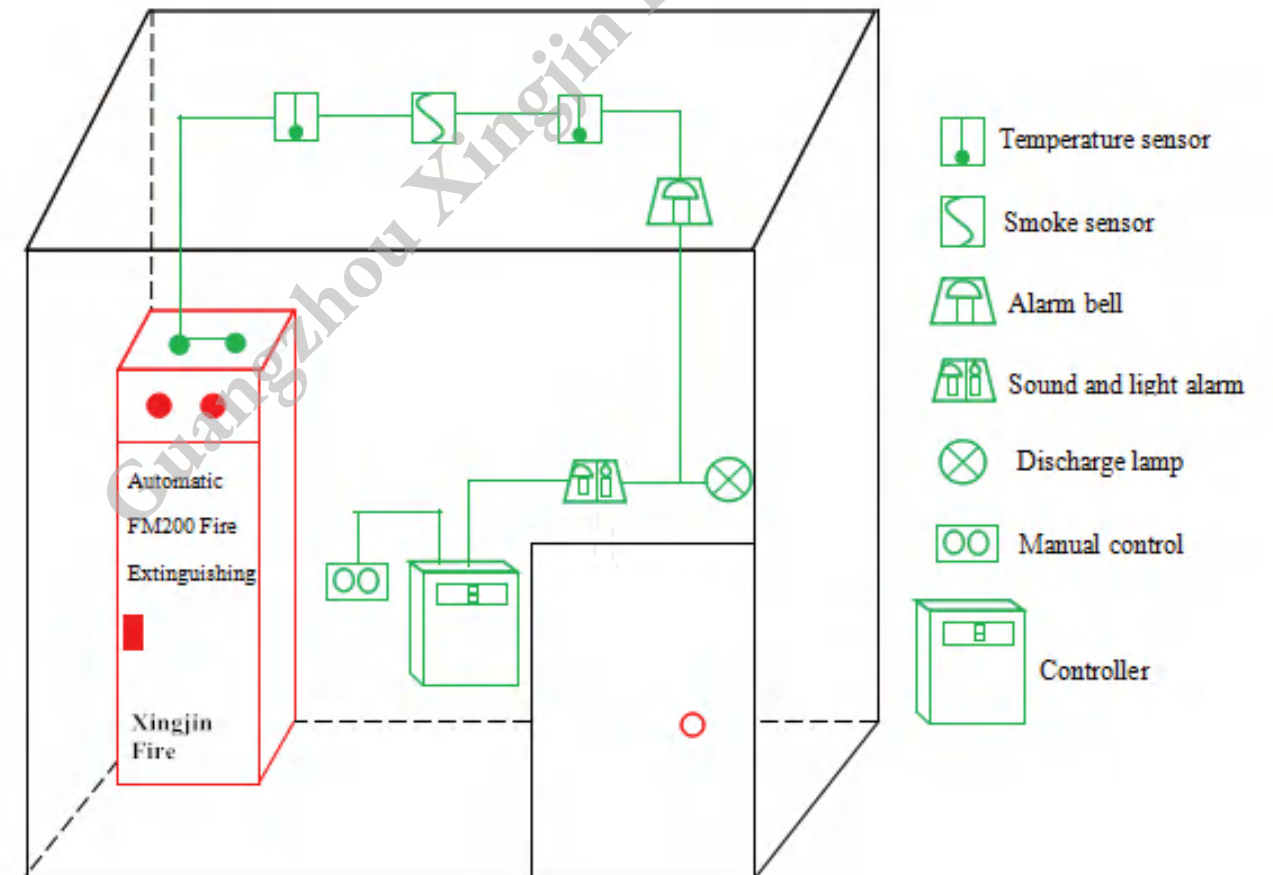 Guangzhou Xingjin
Automatic
FM200 Fire
Extinguishing
Xingjin
Fire
Temperature sensor
Smoke sensor
Alarm bell
Sound and light alarm
Discharge lamp
Manual control
Controller